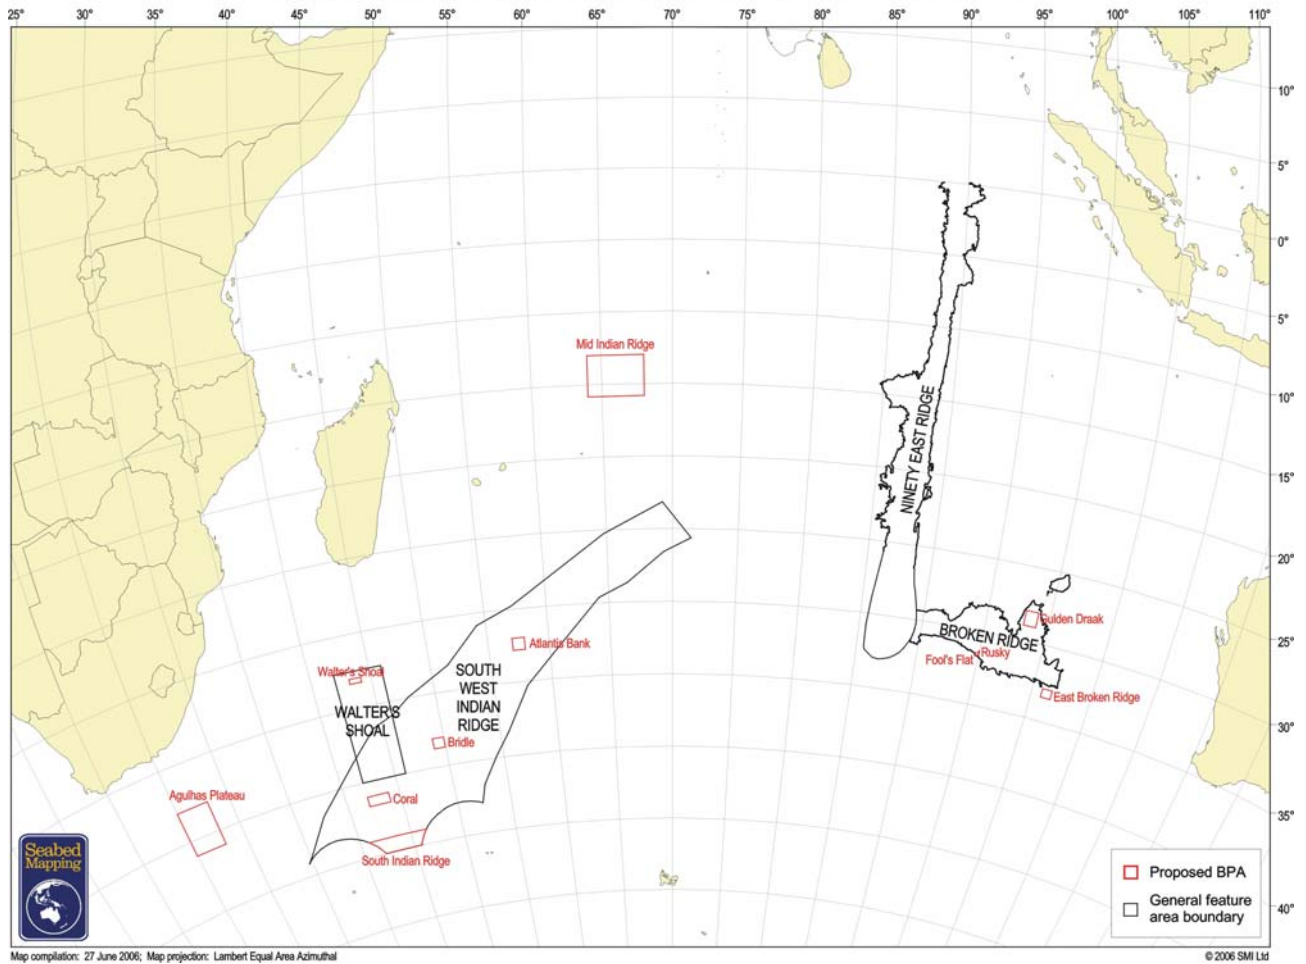 25° 30° 35° 40° 45° 50° 55° 60° 65° 70° 75° 80° 85° 90° 95° 100° 105° 110°
10°
5°
0°
5°
10°
15°
20°
25°
30°
35°
40°
Mid Indian Ridge
NINETY EAST RIDGE
Gulden Draak
BROKEN RIDGE
Rusky
Fool's Flat
East Broken Ridge
Atlantis Bank
SOUTH
WEST
INDIAN
RIDGE
Walter's Shoal
WALTER'S
SHOAL
Bridle
Agulhas Plateau
Coral
South Indian Ridge
Seabed
Mapping
Proposed BPA
General feature
area boundary
Map compilation: 27 June 2006; Map projection: Lambert Equal Area Azimuthal
© 2006 SMI Ltd